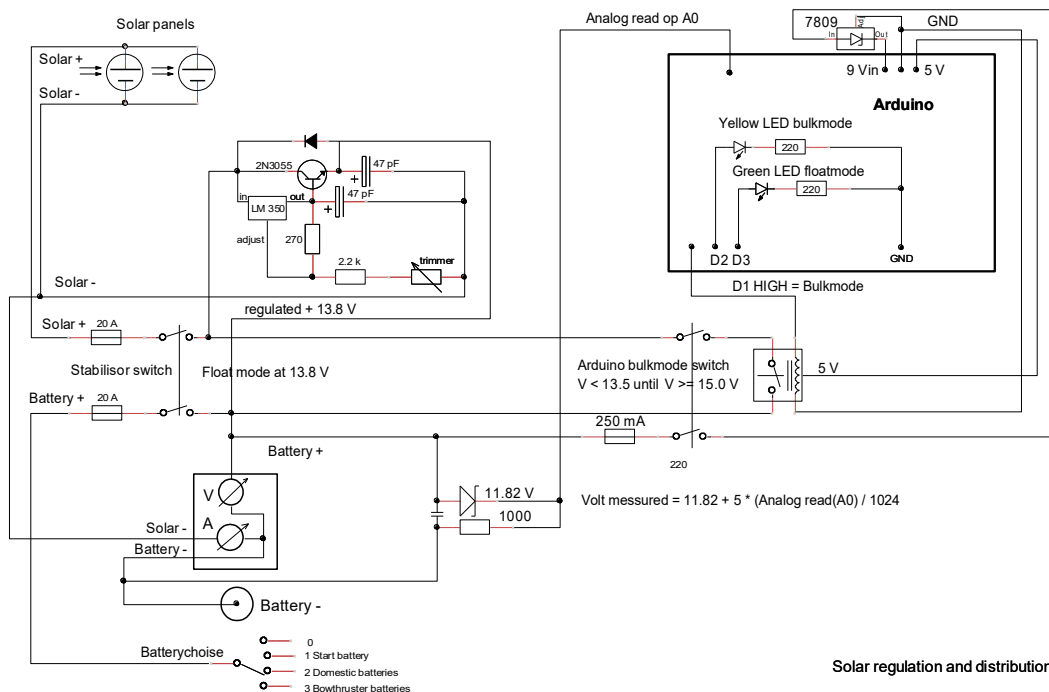 Solar panels
Solar +
Solar -
Analog read op A0
7809
Adj
In
Out
GND
9 Vin
5 V
Arduino
Yellow LED bulkmode
220
Green LED floatmode
220
D2 D3
GND
D1 HIGH = Bulkmode
2N3055
47 pF
+
in
out
LM 350
47 pF
+
adjust
270
2.2 k
trimmer
Solar -
regulated + 13.8 V
Solar +
20 A
Stabilisor switch
Float mode at 13.8 V
Arduino bulkmode switch
V < 13.5 until V >= 15.0 V
5 V
Battery +
20 A
250 mA
Battery +
220
V
11.82 V
Volt messured = 11.82 + 5 * (Analog read(A0) / 1024
1000
A
Solar -
Battery -
Battery -
Batterychoise
0
1 Start battery
2 Domestic batteries
3 Bowthruster batteries
Solar regulation and distribution